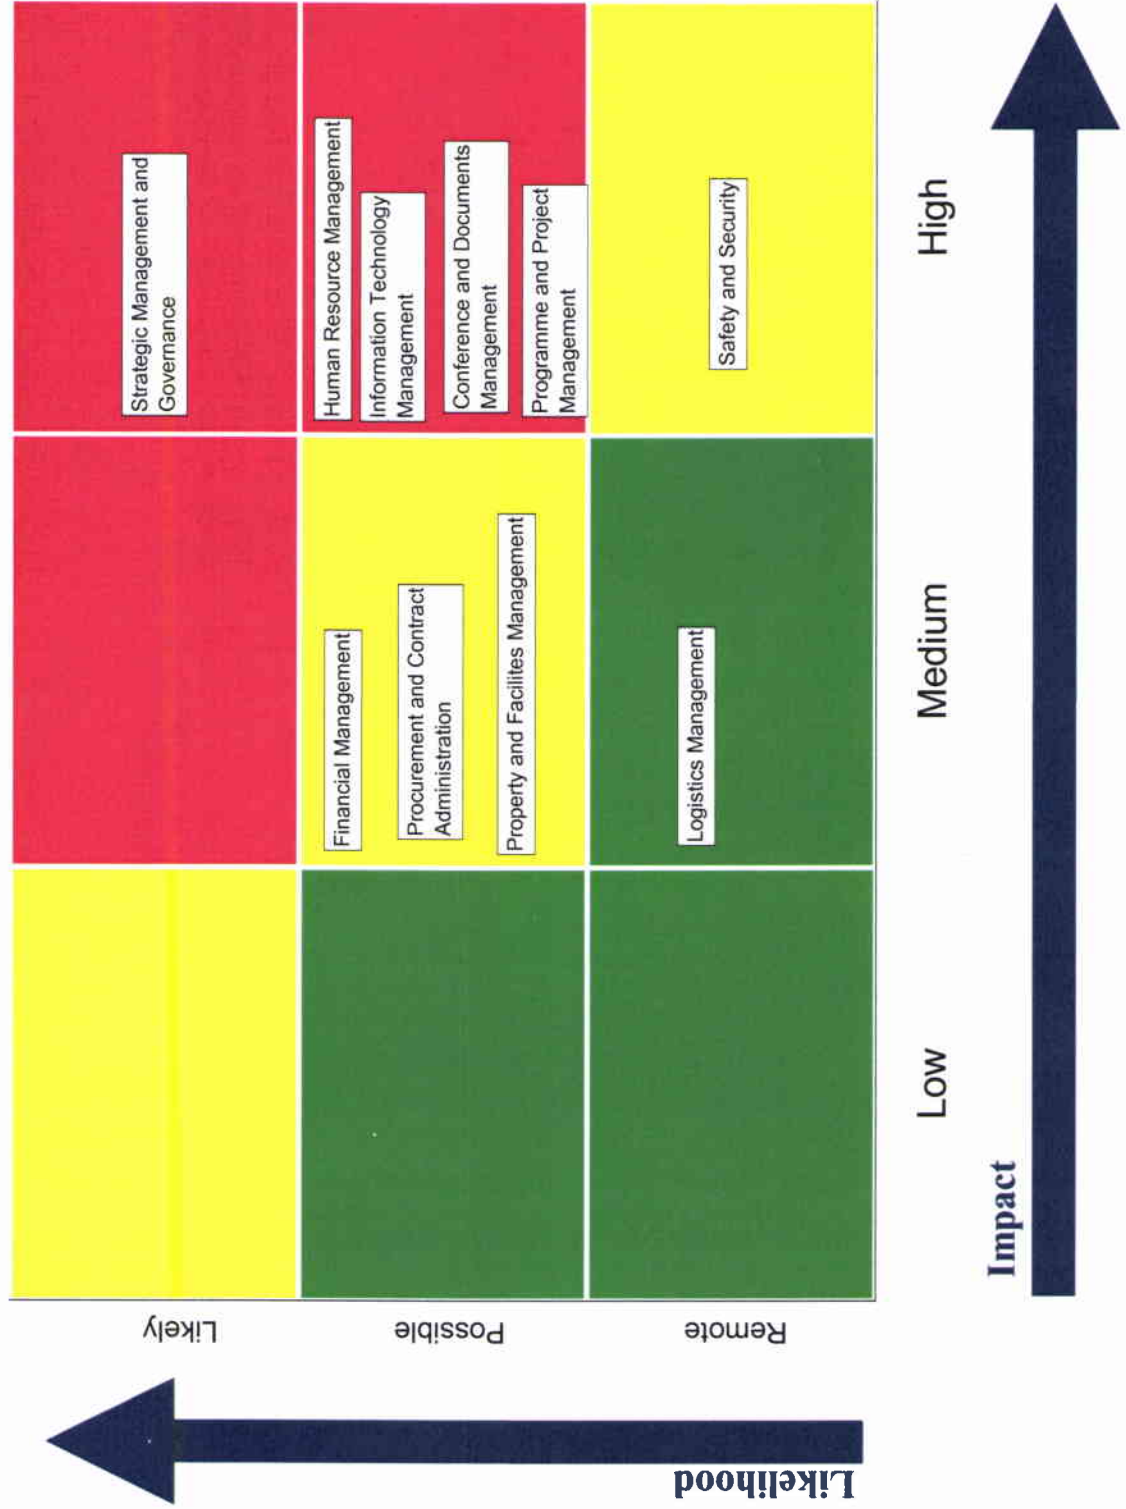 Likelihood
Likely
Possible
Remote
Strategic Management and
Governance
Human Resource Management
Information Technology
Management
Conference and Documents
Management
Programme and Project
Management
Financial Management
Procurement and Contract
Administration
Property and Facilites Management
Safety and Security
Logistics Management
Low
Medium
High
Impact